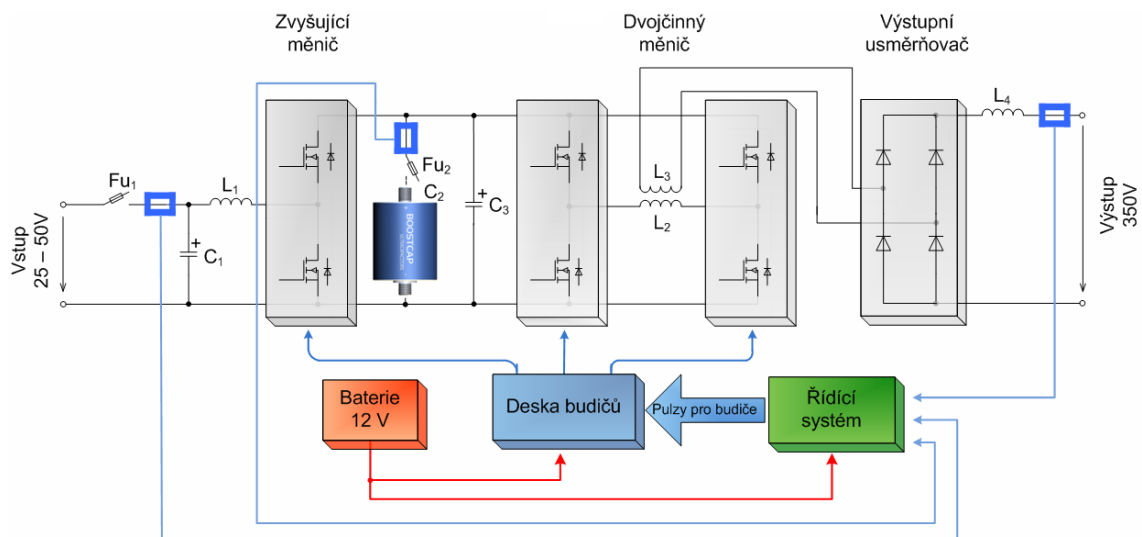 Zvyšující
měnič
Dvojčinný
měnič
Výstupní
usměrňovač
Fu1
L1
C1
Vstup
25 – 50V
Fu2
C2
BOOSTCAP
C3
L3
L2
L4
Výstup
350V
Baterie
12 V
Deska budičů
Pulzy pro budiče
Řídící
systém